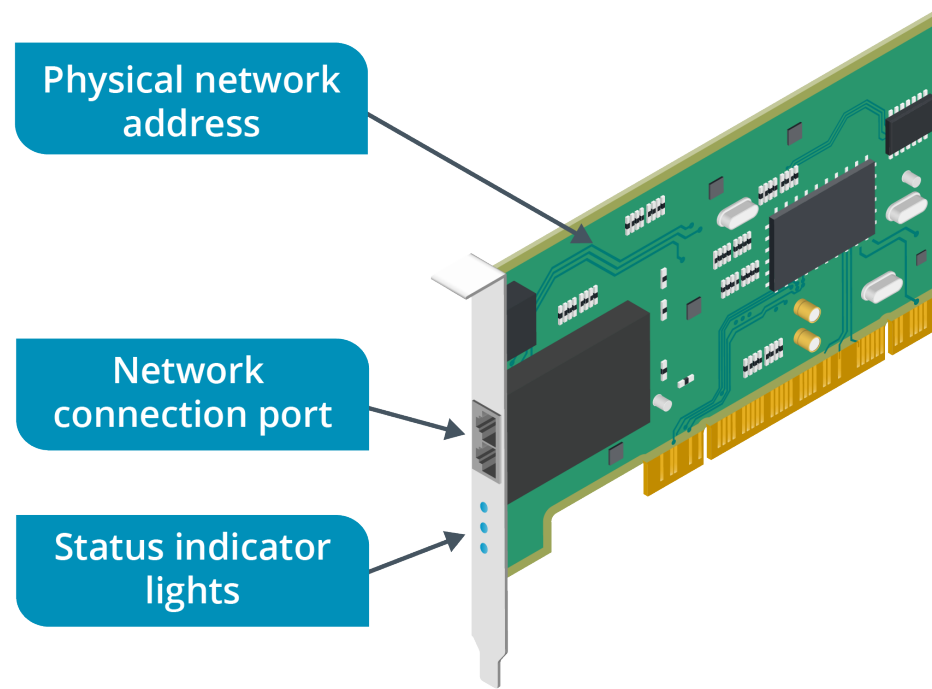 Physical network
address
Network
connection port
Status indicator
lights